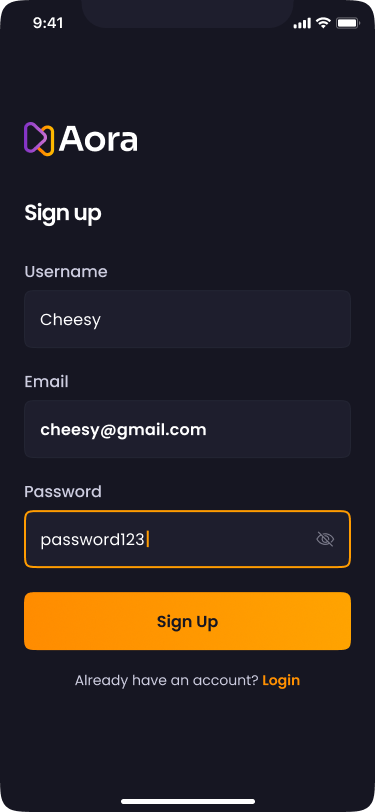 9:41
Aora
Sign up
Username
Cheesy
Email
cheesy@gmail.com
Password
password123
Sign Up
Already have an account? Login